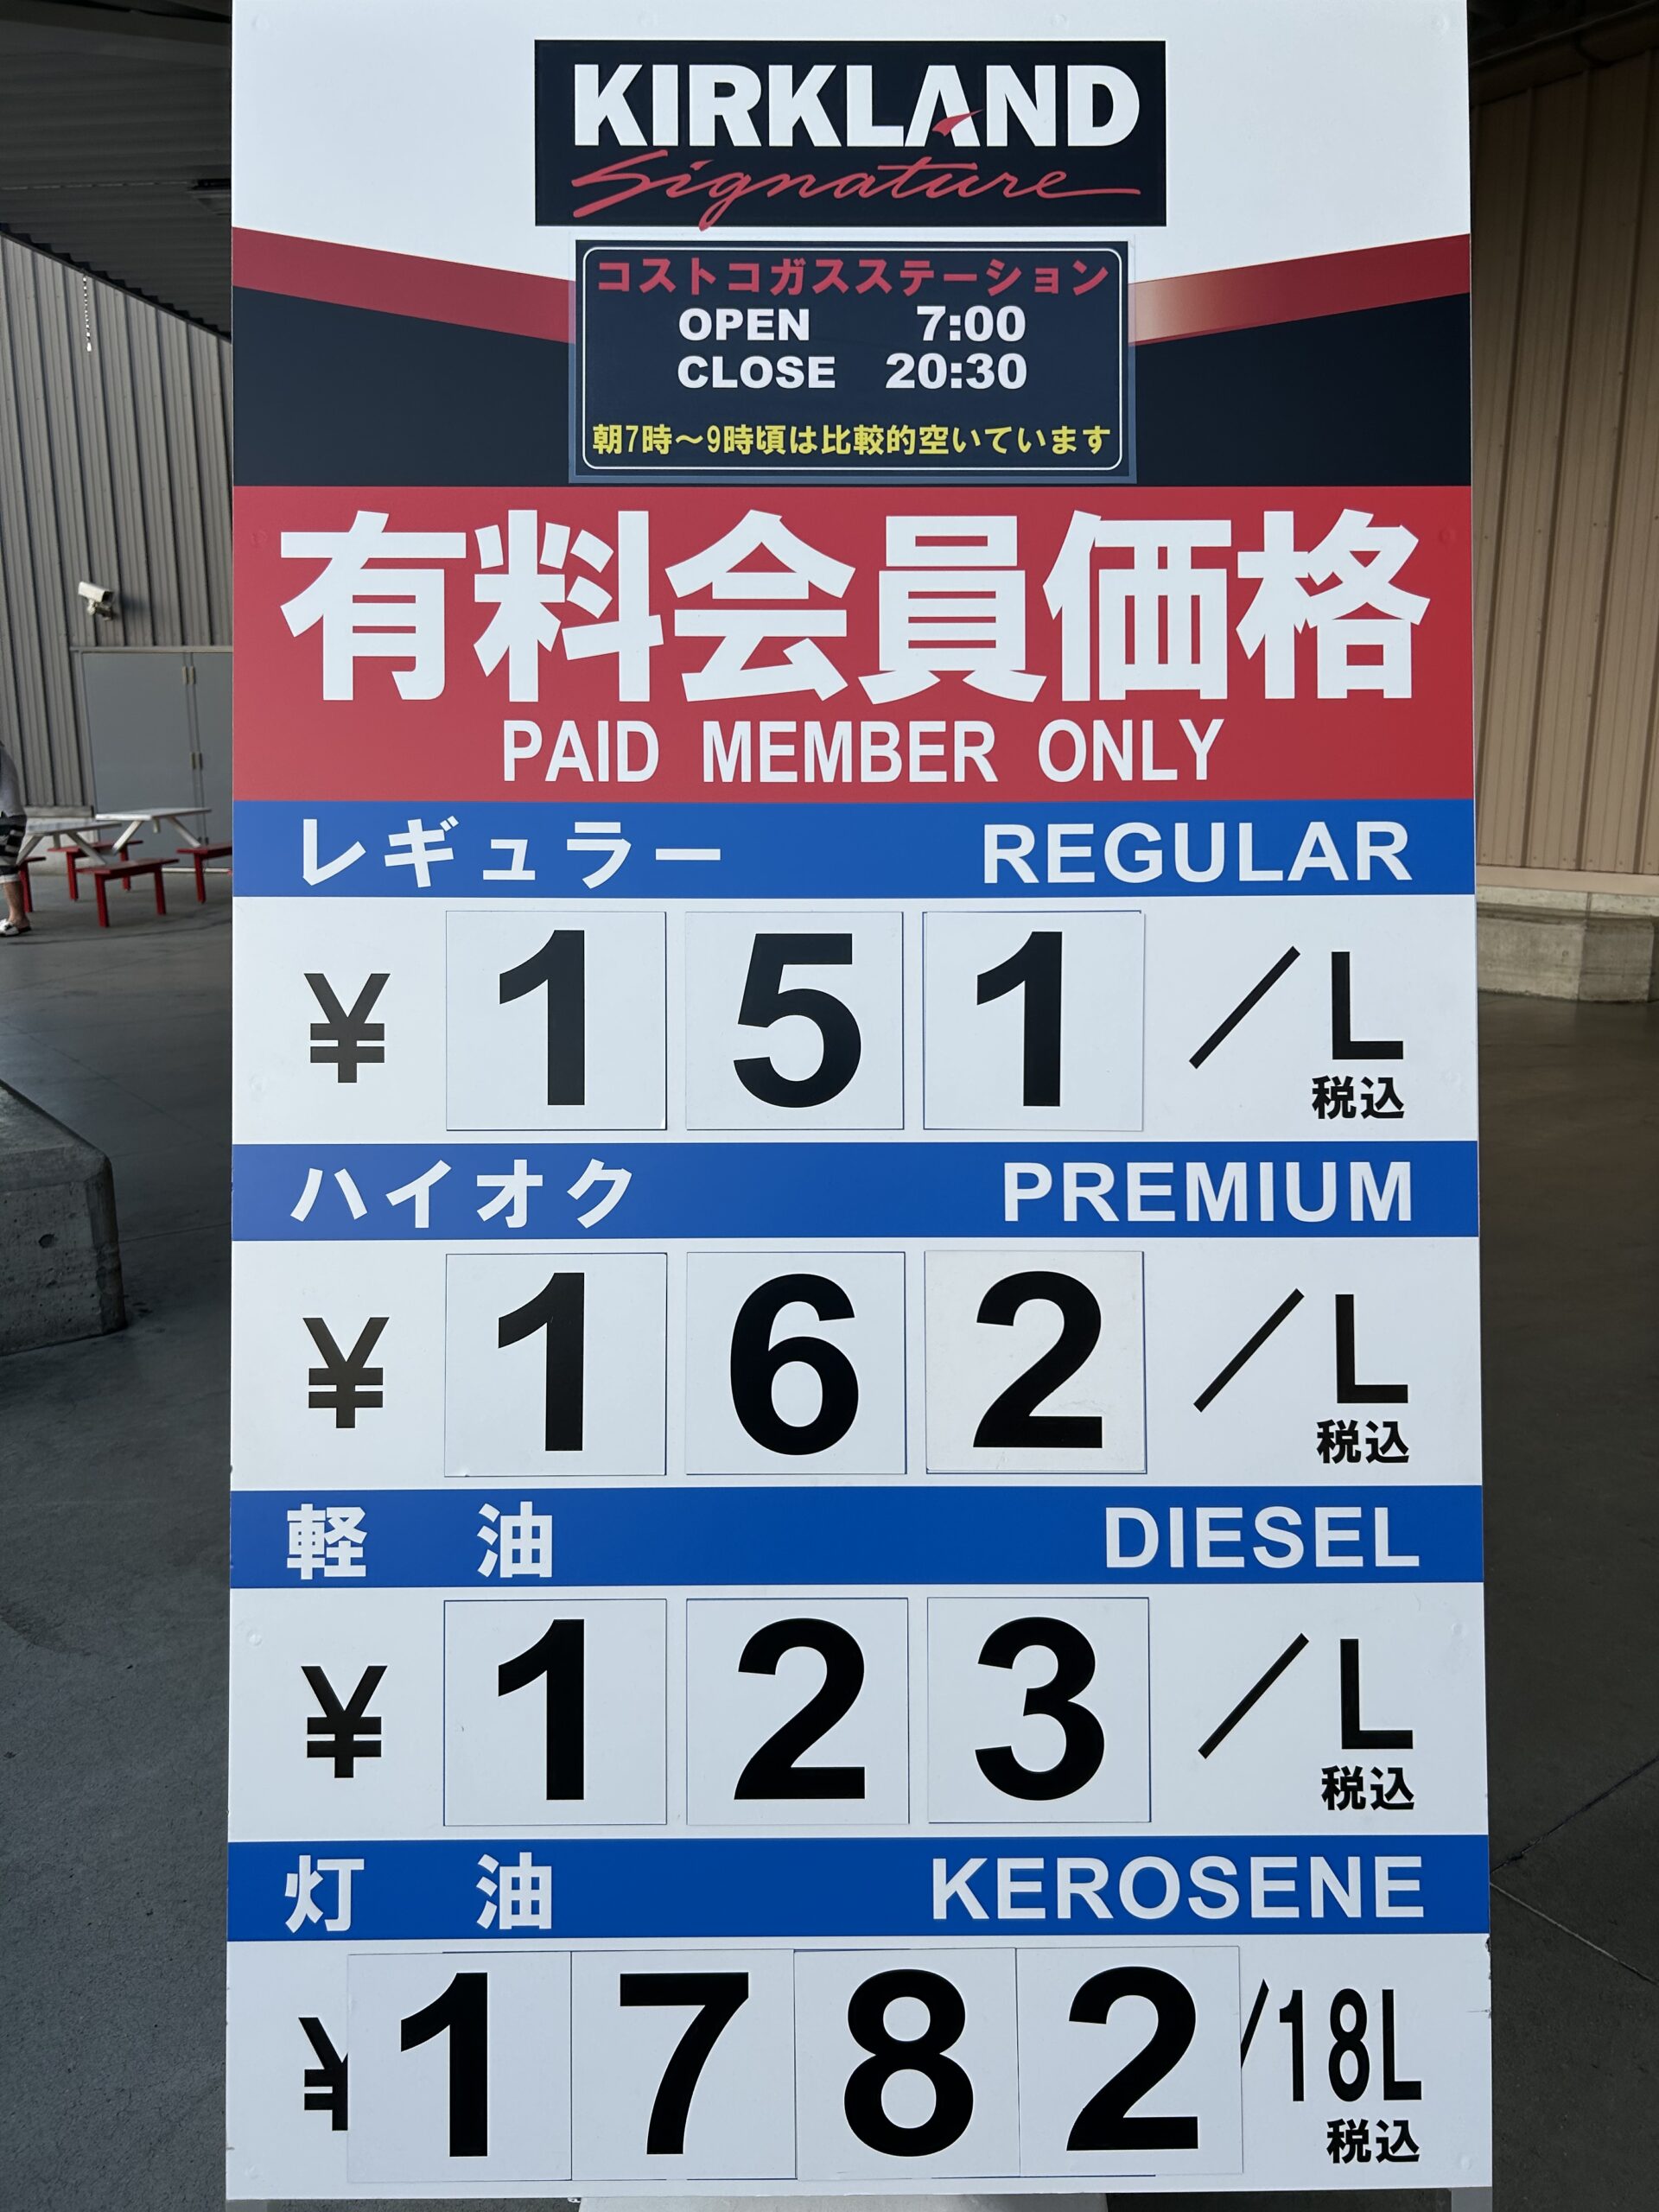 KIRKLAND
Signature
コストコガスステーション
OPEN 7:00
CLOSE 20:30
朝7時～9時頃は比較的空いています
有料会員価格
PAID MEMBER ONLY
レギュラー REGULAR
¥ 151 ／L
税込
ハイオク PREMIUM
¥ 162 ／L
税込
軽油 DIESEL
¥ 123 ／L
税込
灯油 KEROSENE
¥ 1782 /18L
税込